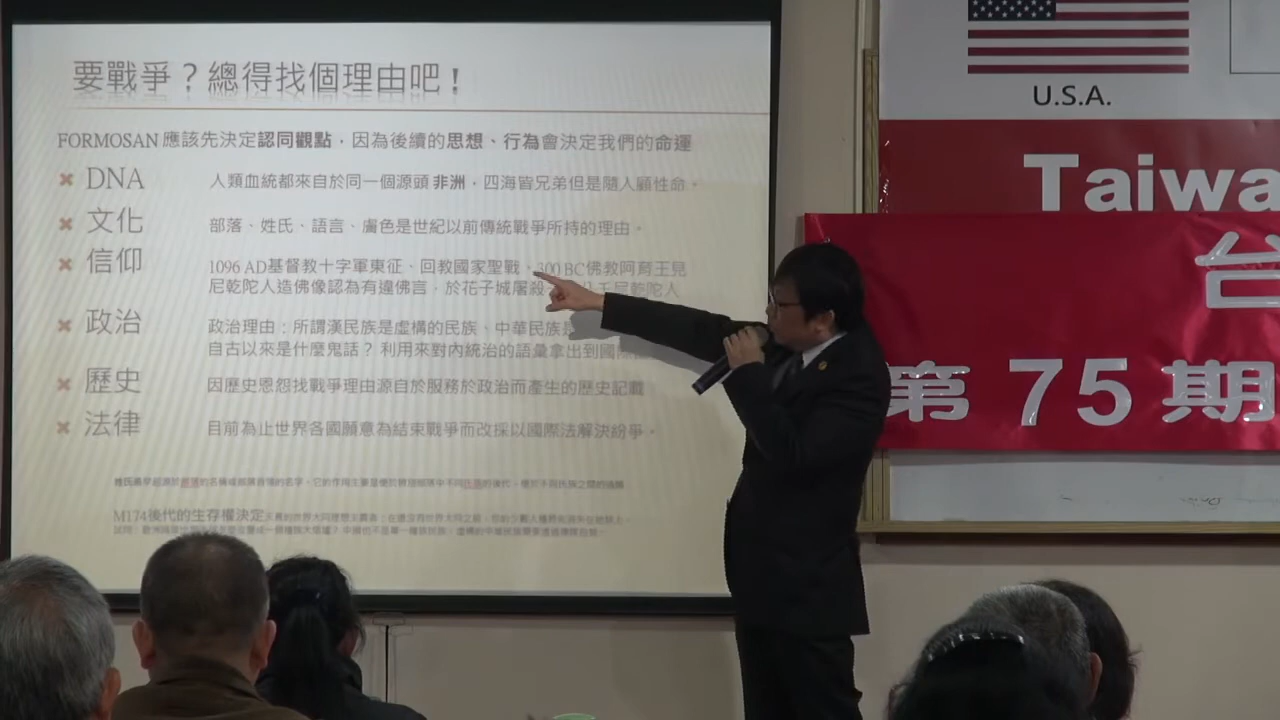 要戰爭？總得找個理由吧！
FORMOSAN 應該先決定認同觀點，因為後續的思想、行為會決定我們的命運
DNA 人類血統都來自於同一個源頭 非洲，四海皆兄弟但是隨人顧性命。
文化 部落、姓氏、語言、膚色是世紀以前傳統戰爭所持的理由。
信仰 1096 AD基督教十字軍東征、回教國家聖戰，300 BC佛教阿育王見
尼乾陀人造佛像認為有違佛言，於花子城屠殺
尼乾陀人
政治 政治理由：所謂漢民族是虛構的民族、中華民族是
自古以來是什麼鬼話？ 利用來對內統治的語彙拿出到國際
歷史 因歷史恩怨找戰爭理由源自於服務於政治而產生的歷史記載
法律 目前為止世界各國願意為結束戰爭而改採以國際法解決紛爭。
M174後代的生存權決定
U.S.A.
Taiwa
台
第 75 期